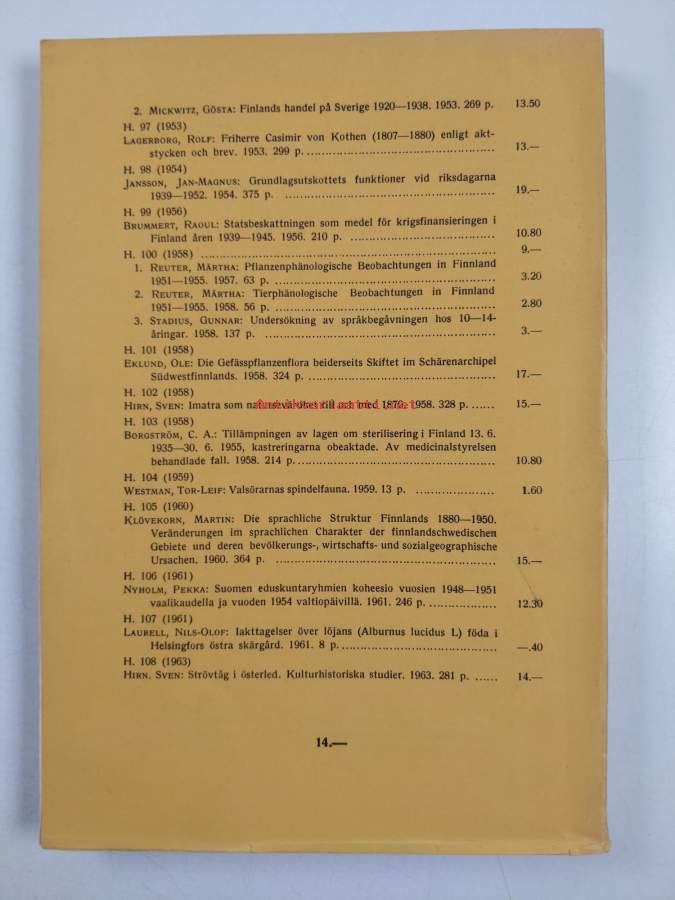 2. MICKWITZ, GÖSTA: Finlands handel på Sverige 1920—1938. 1953. 269 p. 13.50
H. 97 (1953)
LAGERBORG, ROLF: Friherre Casimir von Kothen (1807—1880) enligt akt-
stycken och brev. 1953. 299 p. 13.—
H. 98 (1954)
JANSSON, JAN-MAGNUS: Grundlagsutskottets funktioner vid riksdagarna
1939—1952. 1954. 375 p. 19.—
H. 99 (1956)
BRUMMERT, RAOUL: Statsbeskattningen som medel för krigsfinansieringen i
Finland åren 1939—1945. 1956. 210 p. 10.80
H. 100 (1958) 9.—
1. REUTER, MÄRTHA: Pflanzenphänologische Beobachtungen in Finnland
1951—1955. 1957. 63 p. 3.20
2. REUTER, MÄRTHA: Tierphänologische Beobachtungen in Finnland
1951—1955. 1958. 56 p. 2.80
3. STADIUS, GUNNAR: Undersökning av språkbegåvningen hos 10—14-
åringar. 1958. 137 p. 3.—
H. 101 (1958)
EKLUND, OLE: Die Gefässpflanzenflora beiderseits Skiftet im Schärenarchipel
Südwestfinnlands. 1958. 324 p. 17.—
H. 102 (1958)
HIRN, SVEN: Imatra som till och med 1870. 1958. 328 p. 15.—
H. 103 (1958)
BORGSTRÖM, C. A.: Tillämpningen av lagen om sterilisering i Finland 13. 6.
1935—30. 6. 1955, kastreringarna obeaktade. Av medicinalstyrelsen
behandlade fall. 1958. 214 p. 10.80
H. 104 (1959)
WESTMAN, TOR-LEIF: Valsörarnas spindelfauna. 1959. 13 p. 1.60
H. 105 (1960)
KLÖVEKORN, MARTIN: Die sprachliche Struktur Finnlands 1880—1950.
Veränderungen im sprachlichen Charakter der finnlandschwedischen
Gebiete und deren bevölkerungs-, wirtschafts- und sozialgeographische
Ursachen. 1960. 364 p. 15.—
H. 106 (1961)
NYHOLM, PEKKA: Suomen eduskuntaryhmien koheesio vuosien 1948—1951
vaalikaudella ja vuoden 1954 valtiopäivillä. 1961. 246 p. 12.30
H. 107 (1961)
LAURELL, NILS-OLOF: Iakttagelser över löjans (Alburnus lucidus L.) föda i
Helsingfors östra skärgård. 1961. 8 p. —.40
H. 108 (1963)
HIRN, SVEN: Strövtåg i österled. Kulturhistoriska studier. 1963. 281 p. 14.—
14.—